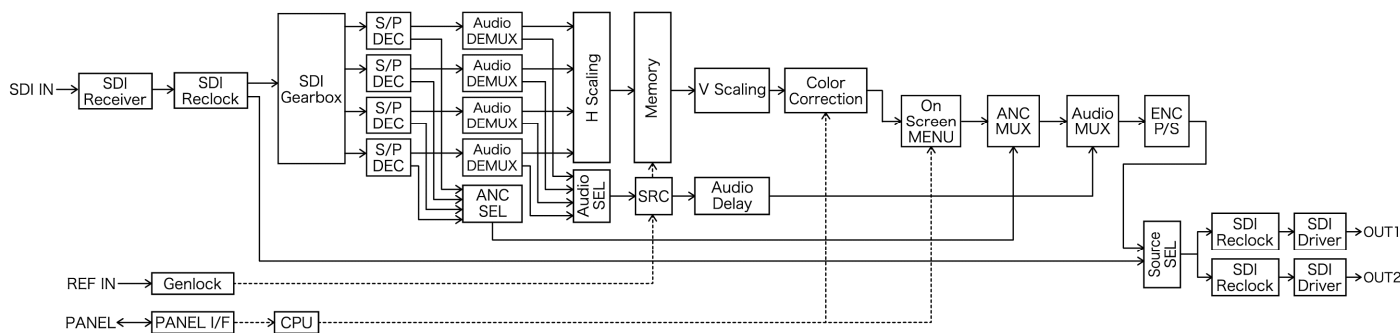 SDI IN
SDI
Receiver
SDI
Reclock
SDI
Gearbox
S/P
DEC
S/P
DEC
S/P
DEC
S/P
DEC
Audio
DEMUX
Audio
DEMUX
Audio
DEMUX
Audio
DEMUX
ANC
SEL
H Scaling
Audio
SEL
Memory
SRC
V Scaling
Audio
Delay
Color
Correction
On
Screen
MENU
ANC
MUX
Audio
MUX
ENC
P/S
Source
SEL
SDI
Reclock
SDI
Driver
OUT1
SDI
Reclock
SDI
Driver
OUT2
REF IN
Genlock
PANEL
PANEL I/F
CPU